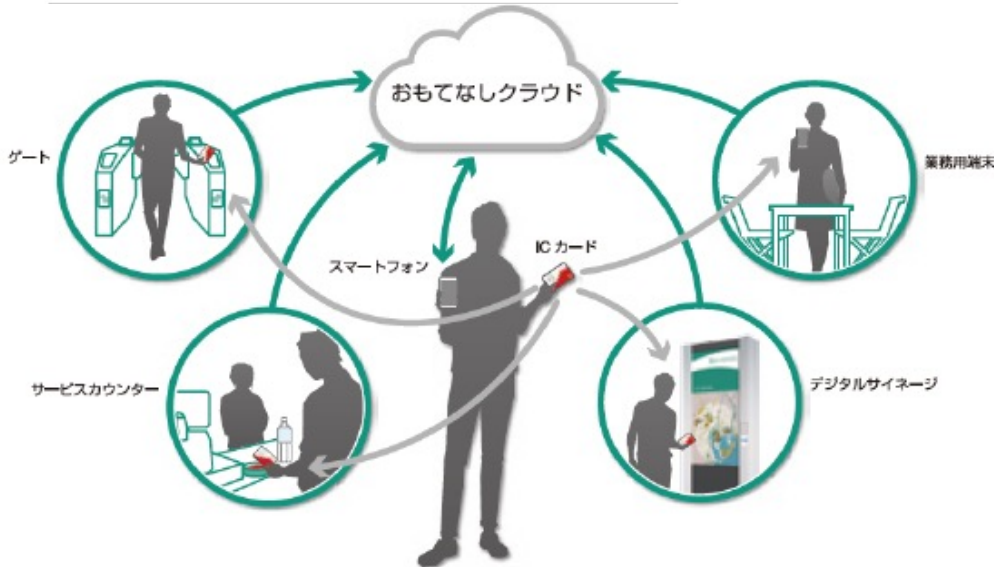 おもてなしクラウド
ゲート
業務用端末
IC カード
スマートフォン
サービスカウンター
デジタルサイネージ